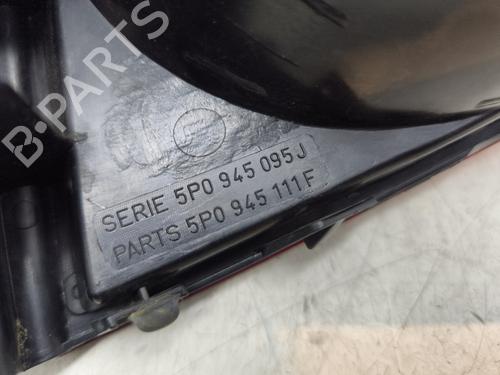 B-PARTS
SERIE 5P0 945 095 J
PARTS 5P0 945 111 F